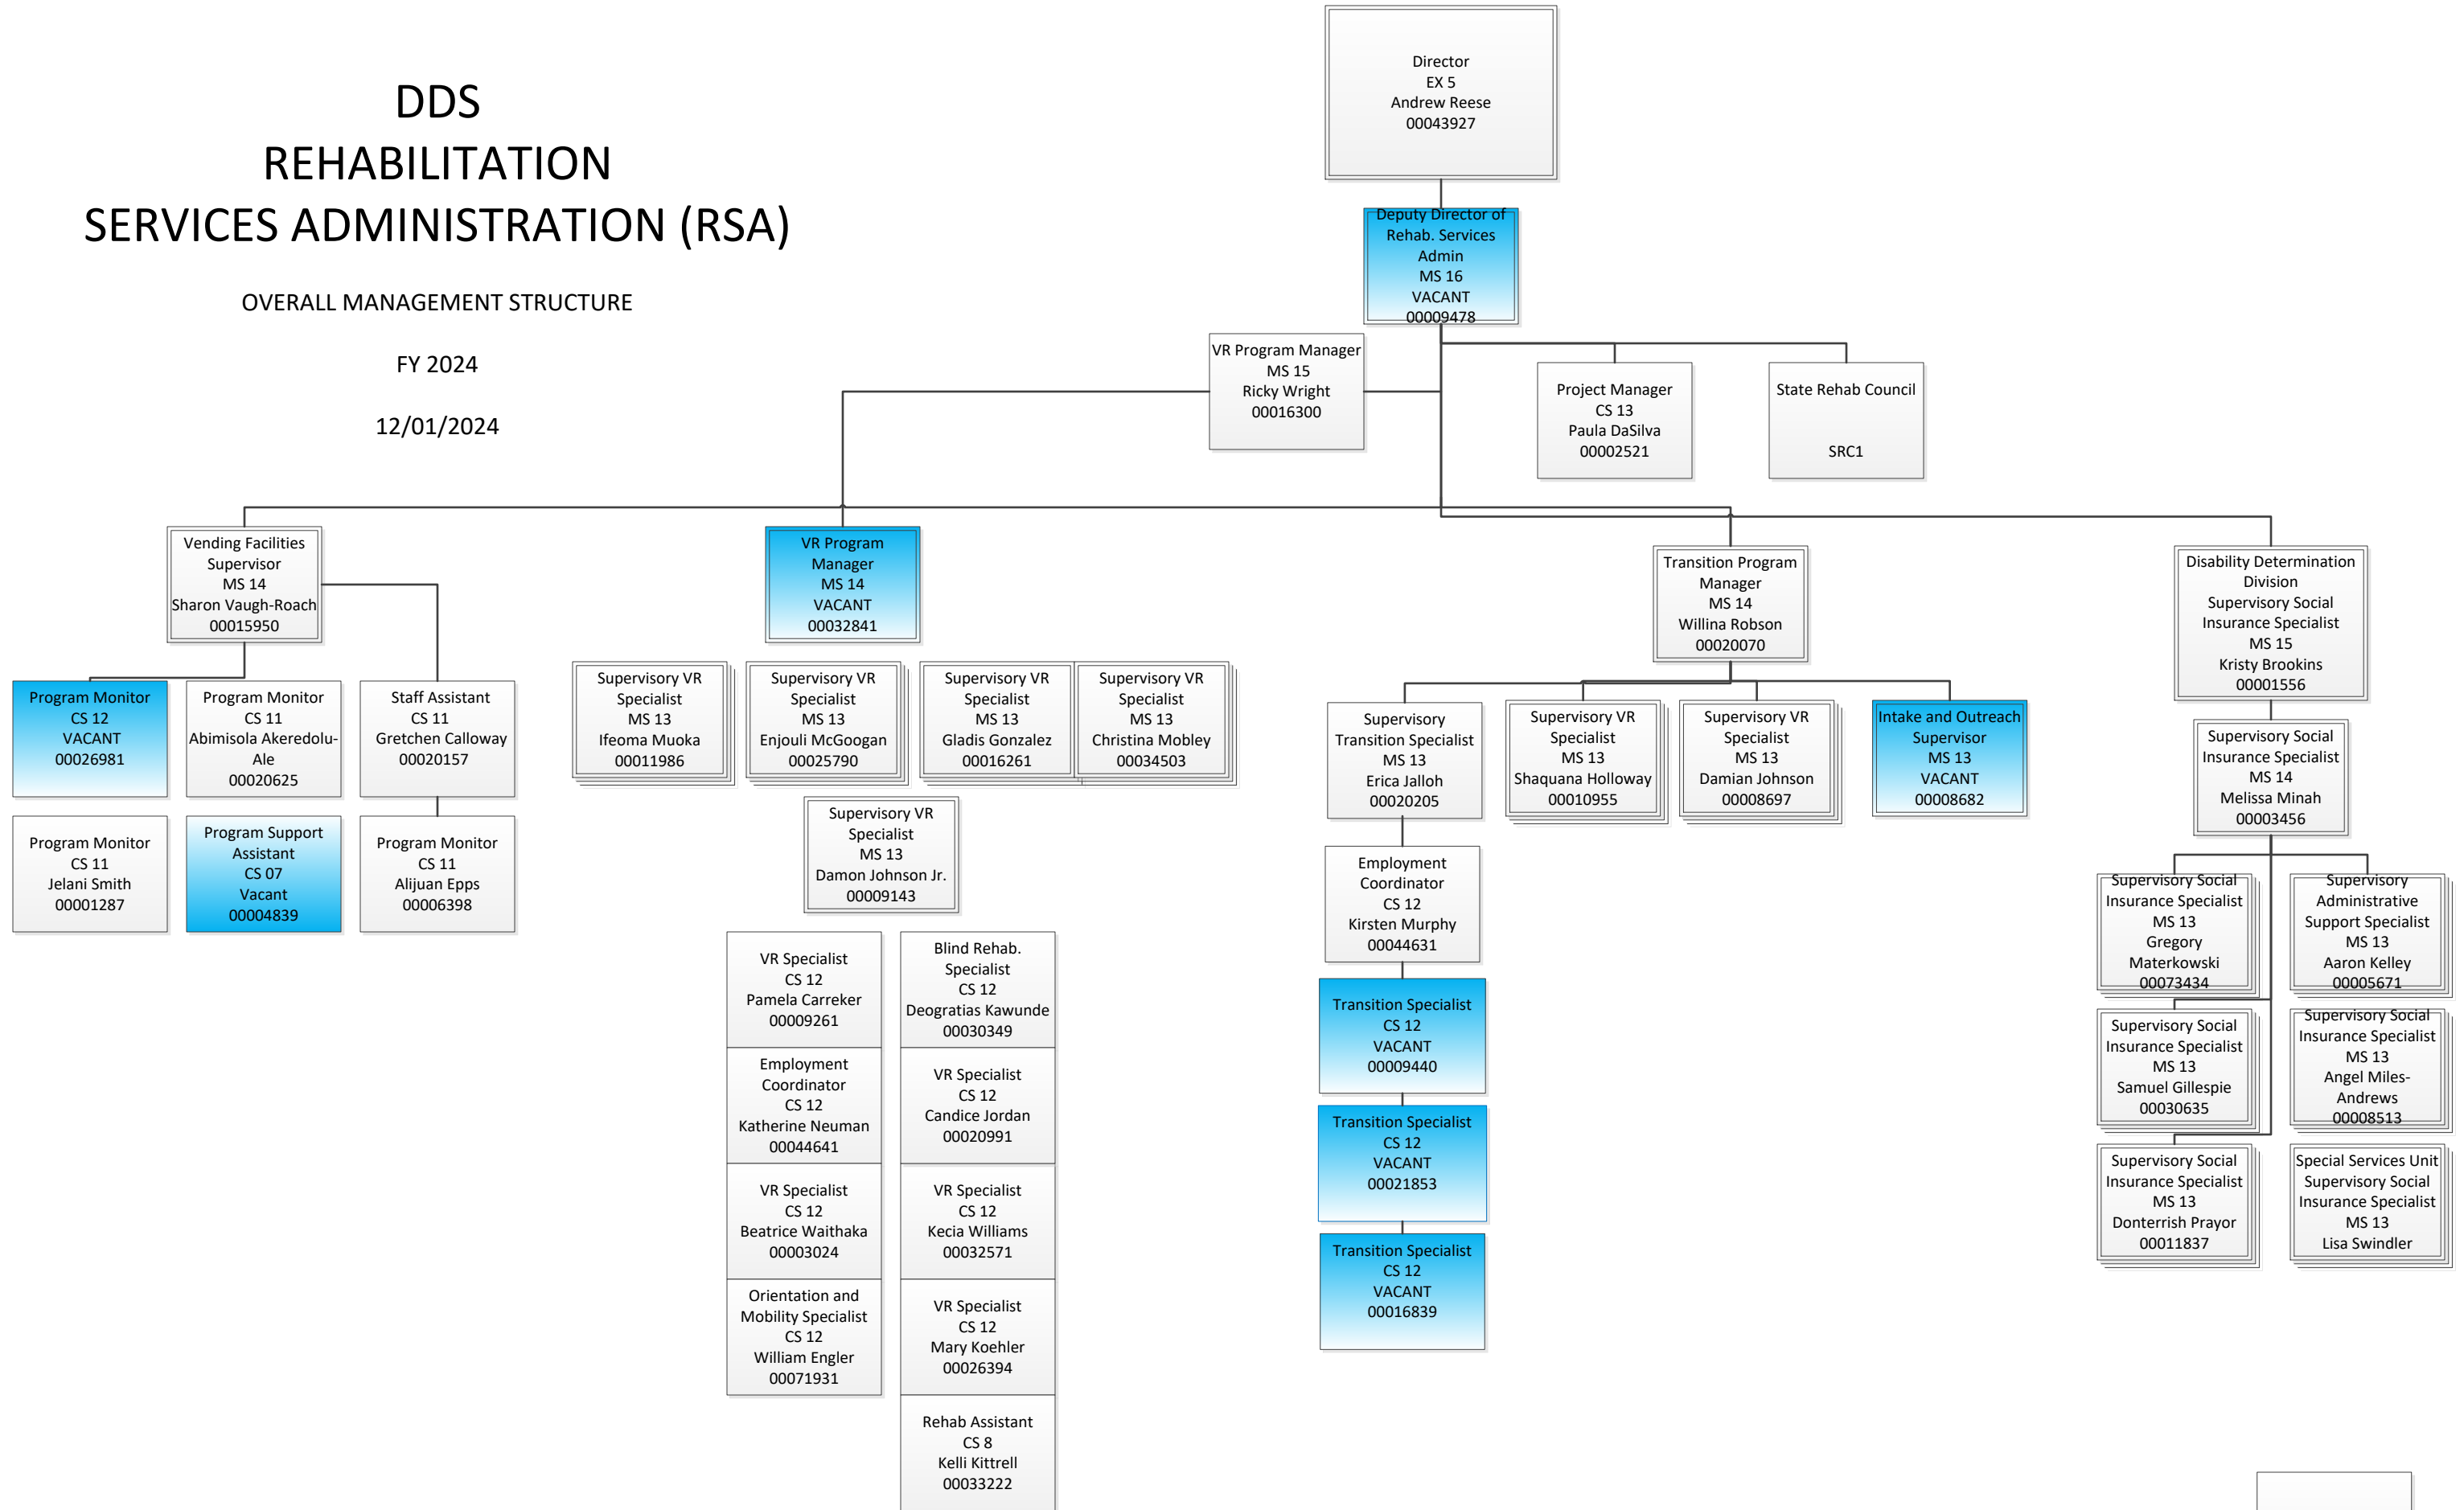 DDS
REHABILITATION
SERVICES ADMINISTRATION (RSA)
OVERALL MANAGEMENT STRUCTURE
FY 2024
12/01/2024
Director
EX 5
Andrew Reese
00043927
Deputy Director of
Rehab. Services
Admin
MS 16
VACANT
00009478
VR Program Manager
MS 15
Ricky Wright
00016300
Project Manager
CS 13
Paula DaSilva
00002521
State Rehab Council
SRC1
Vending Facilities
Supervisor
MS 14
Sharon Vaugh-Roach
00015950
VR Program
Manager
MS 14
VACANT
00032841
Transition Program
Manager
MS 14
Willina Robson
00020070
Disability Determination
Division
Supervisory Social
Insurance Specialist
MS 15
Kristy Brookins
00001556
Program Monitor
CS 12
VACANT
00026981
Program Monitor
CS 11
Abimisola Akeredolu-
Ale
00020625
Staff Assistant
CS 11
Gretchen Calloway
00020157
Program Monitor
CS 11
Jelani Smith
00001287
Program Support
Assistant
CS 07
Vacant
00004839
Program Monitor
CS 11
Alijuan Epps
00006398
Supervisory VR
Specialist
MS 13
Ifeoma Muoka
00011986
Supervisory VR
Specialist
MS 13
Enjouli McGoogan
00025790
Supervisory VR
Specialist
MS 13
Gladis Gonzalez
00016261
Supervisory VR
Specialist
MS 13
Christina Mobley
00034503
Supervisory VR
Specialist
MS 13
Damon Johnson Jr.
00009143
VR Specialist
CS 12
Pamela Carreker
00009261
Employment
Coordinator
CS 12
Katherine Neuman
00044641
VR Specialist
CS 12
Beatrice Waithaka
00003024
Orientation and
Mobility Specialist
CS 12
William Engler
00071931
Blind Rehab.
Specialist
CS 12
Deogratias Kawunde
00030349
VR Specialist
CS 12
Candice Jordan
00020991
VR Specialist
CS 12
Kecia Williams
00032571
VR Specialist
CS 12
Mary Koehler
00026394
Rehab Assistant
CS 8
Kelli Kittrell
00033222
Supervisory
Transition Specialist
MS 13
Erica Jalloh
00020205
Supervisory VR
Specialist
MS 13
Shaquana Holloway
00010955
Supervisory VR
Specialist
MS 13
Damian Johnson
00008697
Intake and Outreach
Supervisor
MS 13
VACANT
00008682
Employment
Coordinator
CS 12
Kirsten Murphy
00044631
Transition Specialist
CS 12
VACANT
00009440
Transition Specialist
CS 12
VACANT
00021853
Transition Specialist
CS 12
VACANT
00016839
Supervisory Social
Insurance Specialist
MS 14
Melissa Minah
00003456
Supervisory Social
Insurance Specialist
MS 13
Gregory
Materkowski
00073434
Supervisory
Administrative
Support Specialist
MS 13
Aaron Kelley
00005671
Supervisory Social
Insurance Specialist
MS 13
Samuel Gillespie
00030635
Supervisory Social
Insurance Specialist
MS 13
Angel Miles-
Andrews
00008513
Supervisory Social
Insurance Specialist
MS 13
Donterrish Prayor
00011837
Special Services Unit
Supervisory Social
Insurance Specialist
MS 13
Lisa Swindler